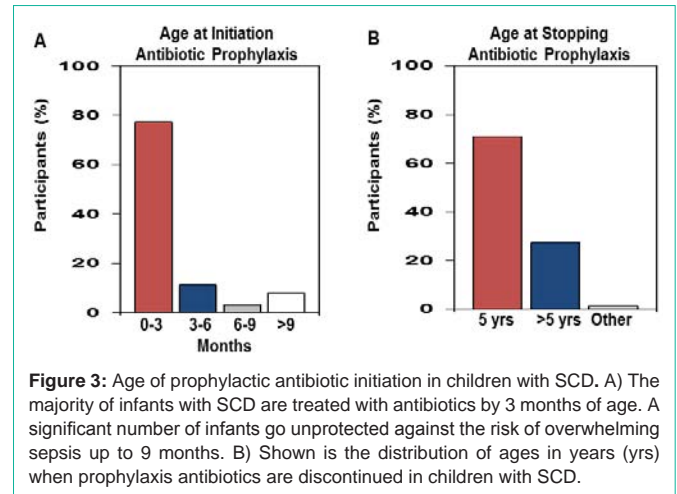 A
Age at Initiation
Antibiotic Prophylaxis
Participants (%)
100
80
60
40
20
0
0-3 3-6 6-9 >9
Months
B
Age at Stopping
Antibiotic Prophylaxis
Participants (%)
100
80
60
40
20
0
5 yrs >5 yrs Other
Figure 3: Age of prophylactic antibiotic initiation in children with SCD. A) The
majority of infants with SCD are treated with antibiotics by 3 months of age. A
significant number of infants go unprotected against the risk of overwhelming
sepsis up to 9 months. B) Shown is the distribution of ages in years (yrs)
when prophylaxis antibiotics are discontinued in children with SCD.